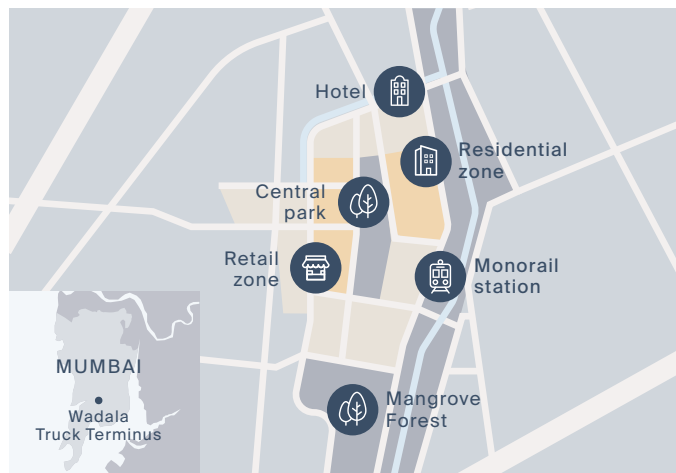 Hotel
Residential
zone
Central
park
Retail
zone
Monorail
station
MUMBAI
Wadala
Truck Terminus
Mangrove
Forest